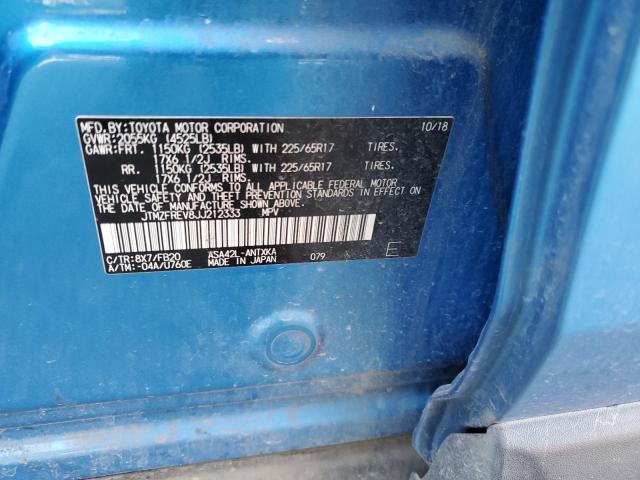 MFD.BY:TOYOTA MOTOR CORPORATION 10/18
GVWR:2055KG (4525LB)
GAWR:FRT. 1150KG (2535LB) WITH 225/65R17 TIRES.
17X6 1/2J RIMS.
RR. 1150KG (2535LB) WITH 225/65R17 TIRES.
17X6 1/2J RIMS.
THIS VEHICLE CONFORMS TO ALL APPLICABLE FEDERAL MOTOR
VEHICLE SAFETY AND THEFT PREVENTION STANDARDS IN EFFECT ON
THE DATE OF MANUFACTURE SHOWN ABOVE.
JTMZFREV8JJ212333 MPV
C/TR:8X7/FB20 ASA42L-ANTXKA E
A/TM:-04A/U760E MADE IN JAPAN 079